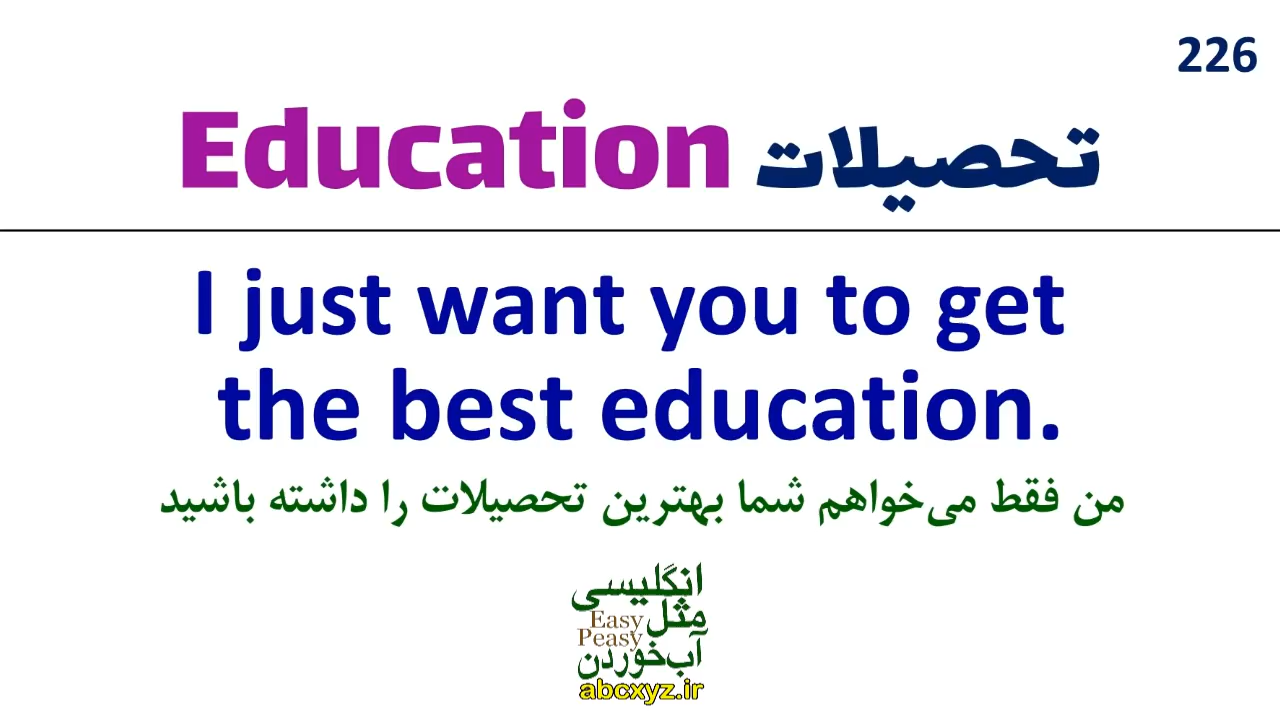 226
Education تحصیلات
I just want you to get
the best education.
من فقط می‌خواهم شما بهترین تحصیلات را داشته باشید
انگلیسی
مثل
Easy
Peasy
آب‌خوردن
abcxyz.ir